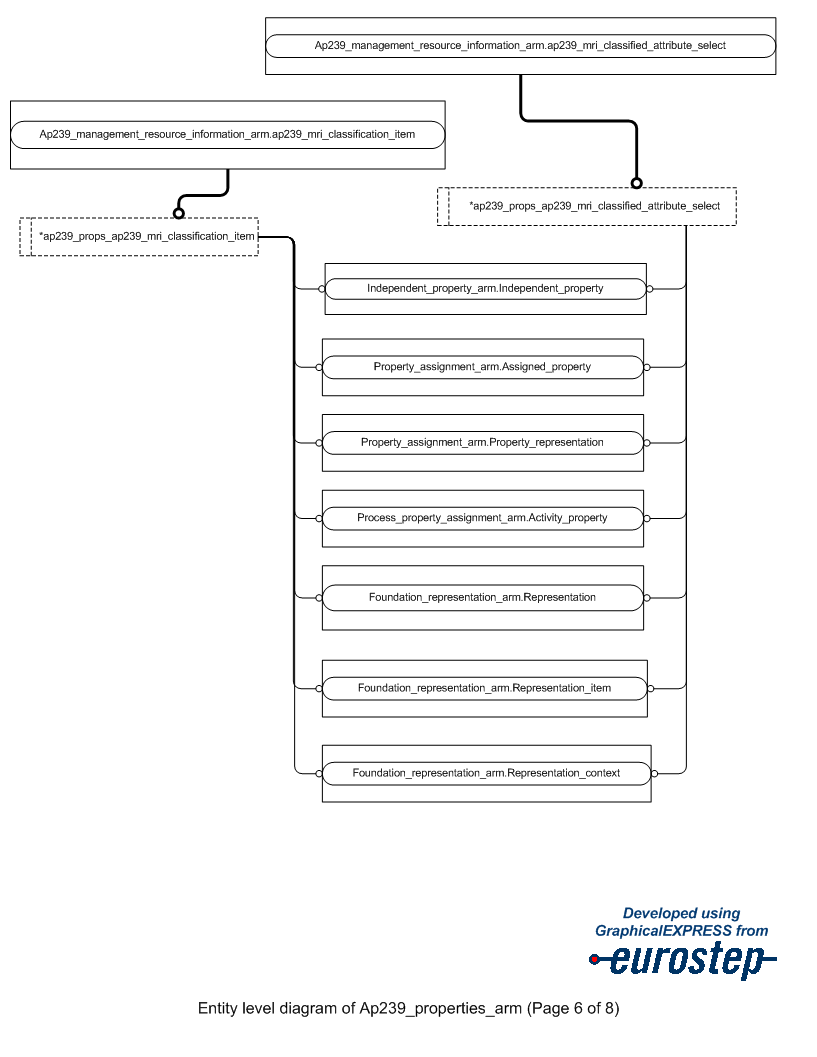 Ap239_management_resource_information_arm.ap239_mri_classified_attribute_select
Ap239_management_resource_information_arm.ap239_mri_classification_item
*ap239_props_ap239_mri_classified_attribute_select
*ap239_props_ap239_mri_classification_item
Independent_property_arm.Independent_property
Property_assignment_arm.Assigned_property
Property_assignment_arm.Property_representation
Process_property_assignment_arm.Activity_property
Foundation_representation_arm.Representation
Foundation_representation_arm.Representation_item
Foundation_representation_arm.Representation_context
Developed using
GraphicalEXPRESS from
eurostep
Entity level diagram of Ap239_properties_arm (Page 6 of 8)